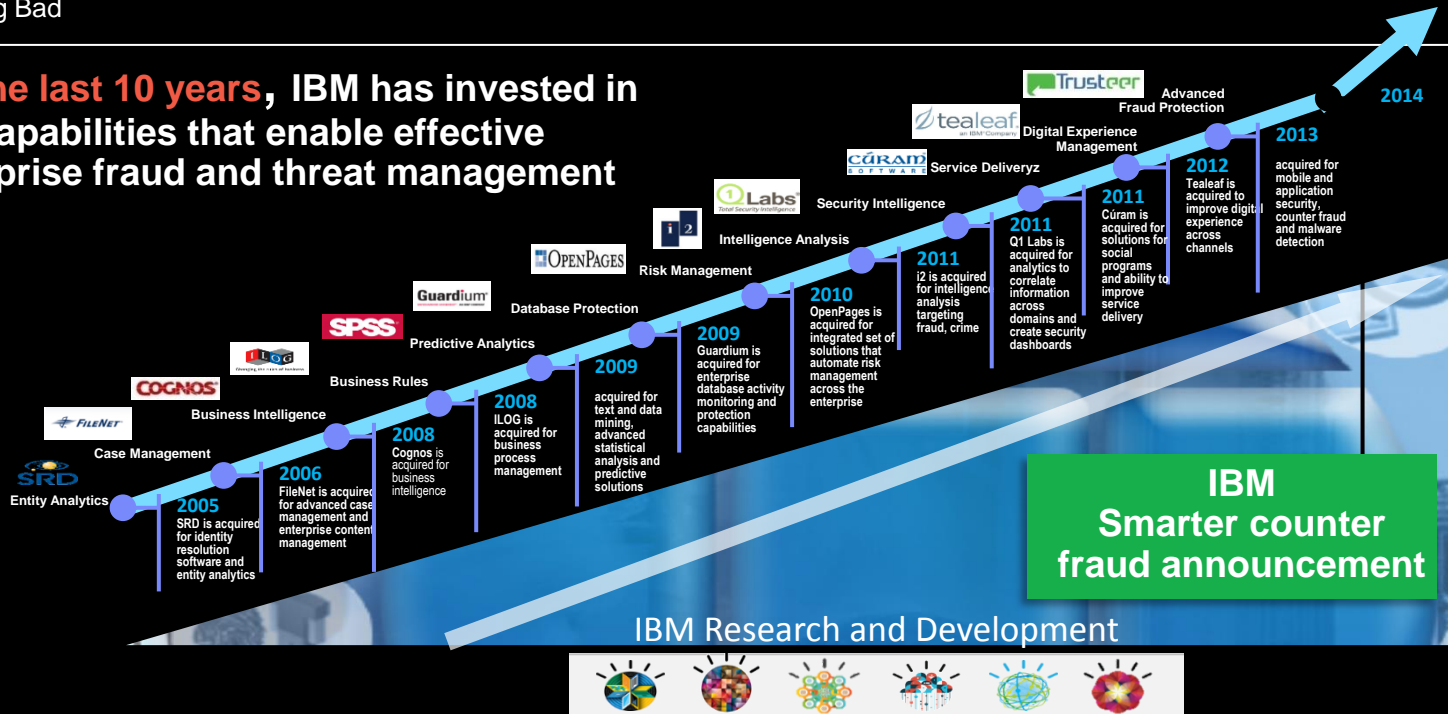 g Bad
ne last 10 years, IBM has invested in
capabilities that enable effective
prise fraud and threat management
SRD
Entity Analytics
2005
SRD is acquired
for identity
resolution
software and
entity analytics
FILENET
Case Management
2006
FileNet is acquired
for advanced case
management and
enterprise content
management
COGNOS
Business Intelligence
2008
Cognos is
acquired for
business
intelligence
ILOG
Changing the rules of business
Business Rules
2008
ILOG is
acquired for
business
process
management
SPSS
Predictive Analytics
2009
acquired for
text and data
mining,
advanced
statistical
analysis and
predictive
solutions
Guardium
Database Protection
2009
Guardium is
acquired for
enterprise
database activity
monitoring and
protection
capabilities
OPENPAGES
Risk Management
2010
OpenPages is
acquired for
integrated set of
solutions that
automate risk
management
across the
enterprise
i2
Intelligence Analysis
2011
i2 is acquired
for intelligence
analysis
targeting
fraud, crime
Q1 Labs
Total Security Intelligence
Security Intelligence
2011
Q1 Labs is
acquired for
analytics to
correlate
information
across
domains and
create security
dashboards
CÚRAM
SOFTWARE
Service Deliveryz
2011
Cúram is
acquired for
solutions for
social
programs
and ability to
improve
service
delivery
tealeaf
an IBM Company
Digital Experience
Management
2012
Tealeaf is
acquired to
improve digital
experience
across
channels
Trusteer
Advanced
Fraud Protection
2013
acquired for
mobile and
application
security,
counter fraud
and malware
detection
2014
IBM
Smarter counter
fraud announcement
IBM Research and Development